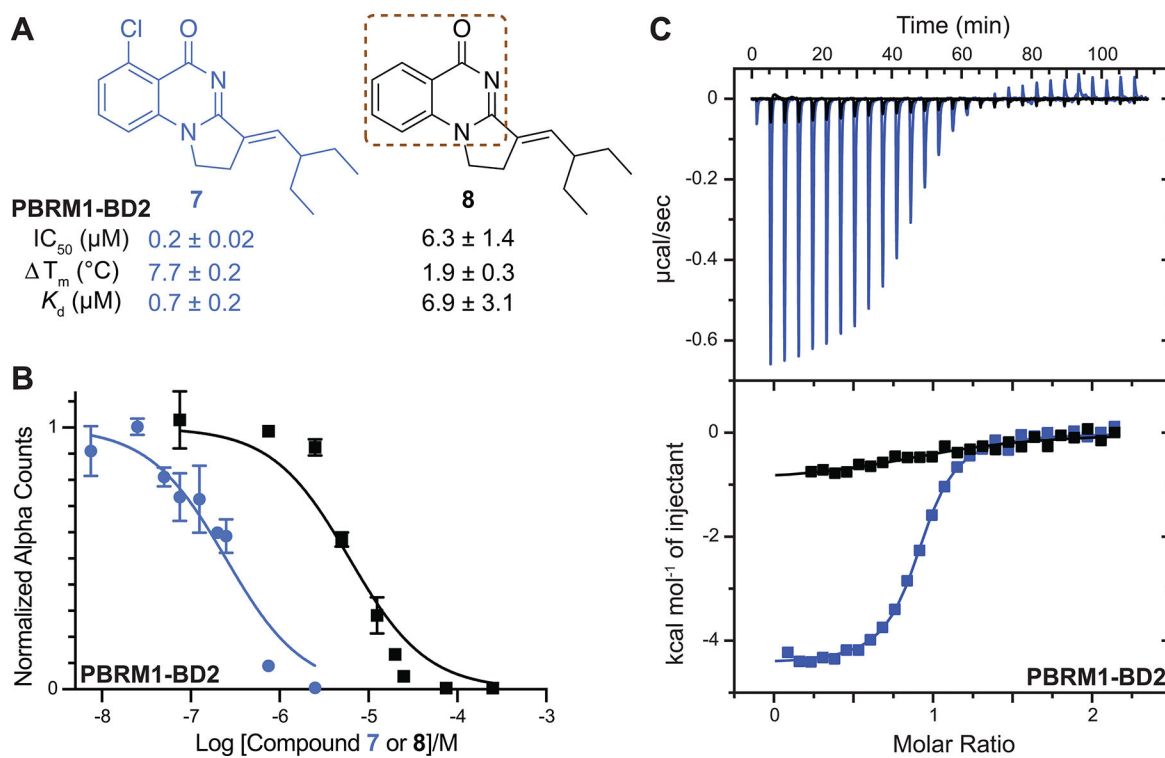 A
Cl
O
N
N
7
O
N
N
8
PBRM1-BD2
IC50 (µM) 0.2 ± 0.02 6.3 ± 1.4
Δ Tm (°C) 7.7 ± 0.2 1.9 ± 0.3
Kd (µM) 0.7 ± 0.2 6.9 ± 3.1
B
Normalized Alpha Counts
1
0
PBRM1-BD2
-8 -7 -6 -5 -4 -3
Log [Compound 7 or 8]/M
C
Time (min)
0 20 40 60 80 100
µcal/sec
0
-0.2
-0.4
-0.6
kcal mol-1 of injectant
0
-2
-4
PBRM1-BD2
0 1 2
Molar Ratio